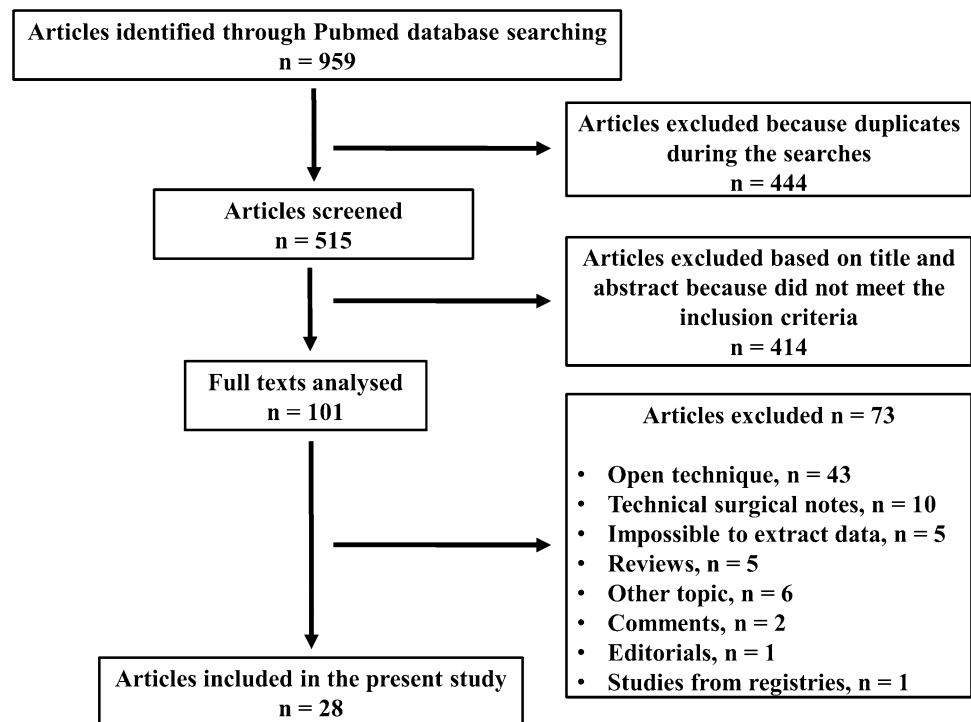 Articles identified through Pubmed database searching
n = 959
Articles excluded because duplicates
during the searches
n = 444
Articles screened
n = 515
Articles excluded based on title and
abstract because did not meet the
inclusion criteria
n = 414
Full texts analysed
n = 101
Articles excluded n = 73
• Open technique, n = 43
• Technical surgical notes, n = 10
• Impossible to extract data, n = 5
• Reviews, n = 5
• Other topic, n = 6
• Comments, n = 2
• Editorials, n = 1
• Studies from registries, n = 1
Articles included in the present study
n = 28